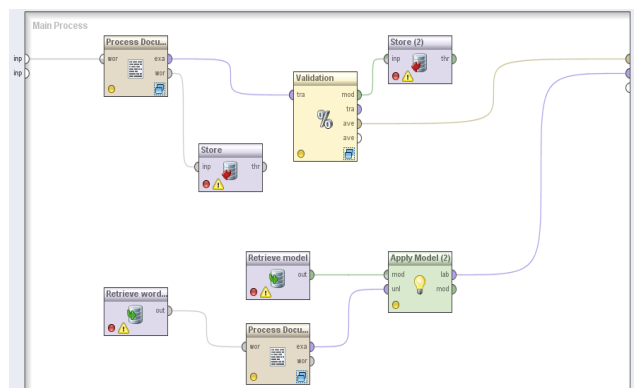 Main Process
Process Docu...
Store (2)
inp
wor
exa
inp
thr
inp
wor
Validation
tra
mod
tra
%
ave
ave
Store
inp
thr
Retrieve model
Apply Model (2)
out
mod
lab
unl
mod
Retrieve word...
out
Process Docu...
wor
exa
wor